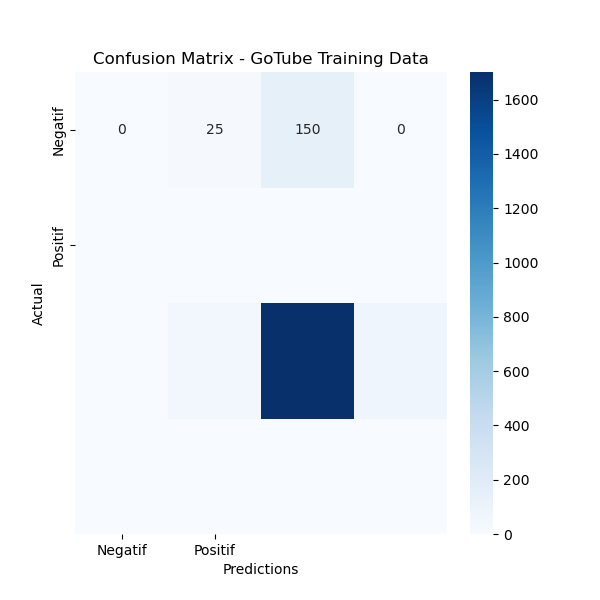 Confusion Matrix - GoTube Training Data
Negatif
0 25 150 0
Positif
Actual
Negatif Positif
Predictions
1600
1400
1200
1000
800
600
400
200
0